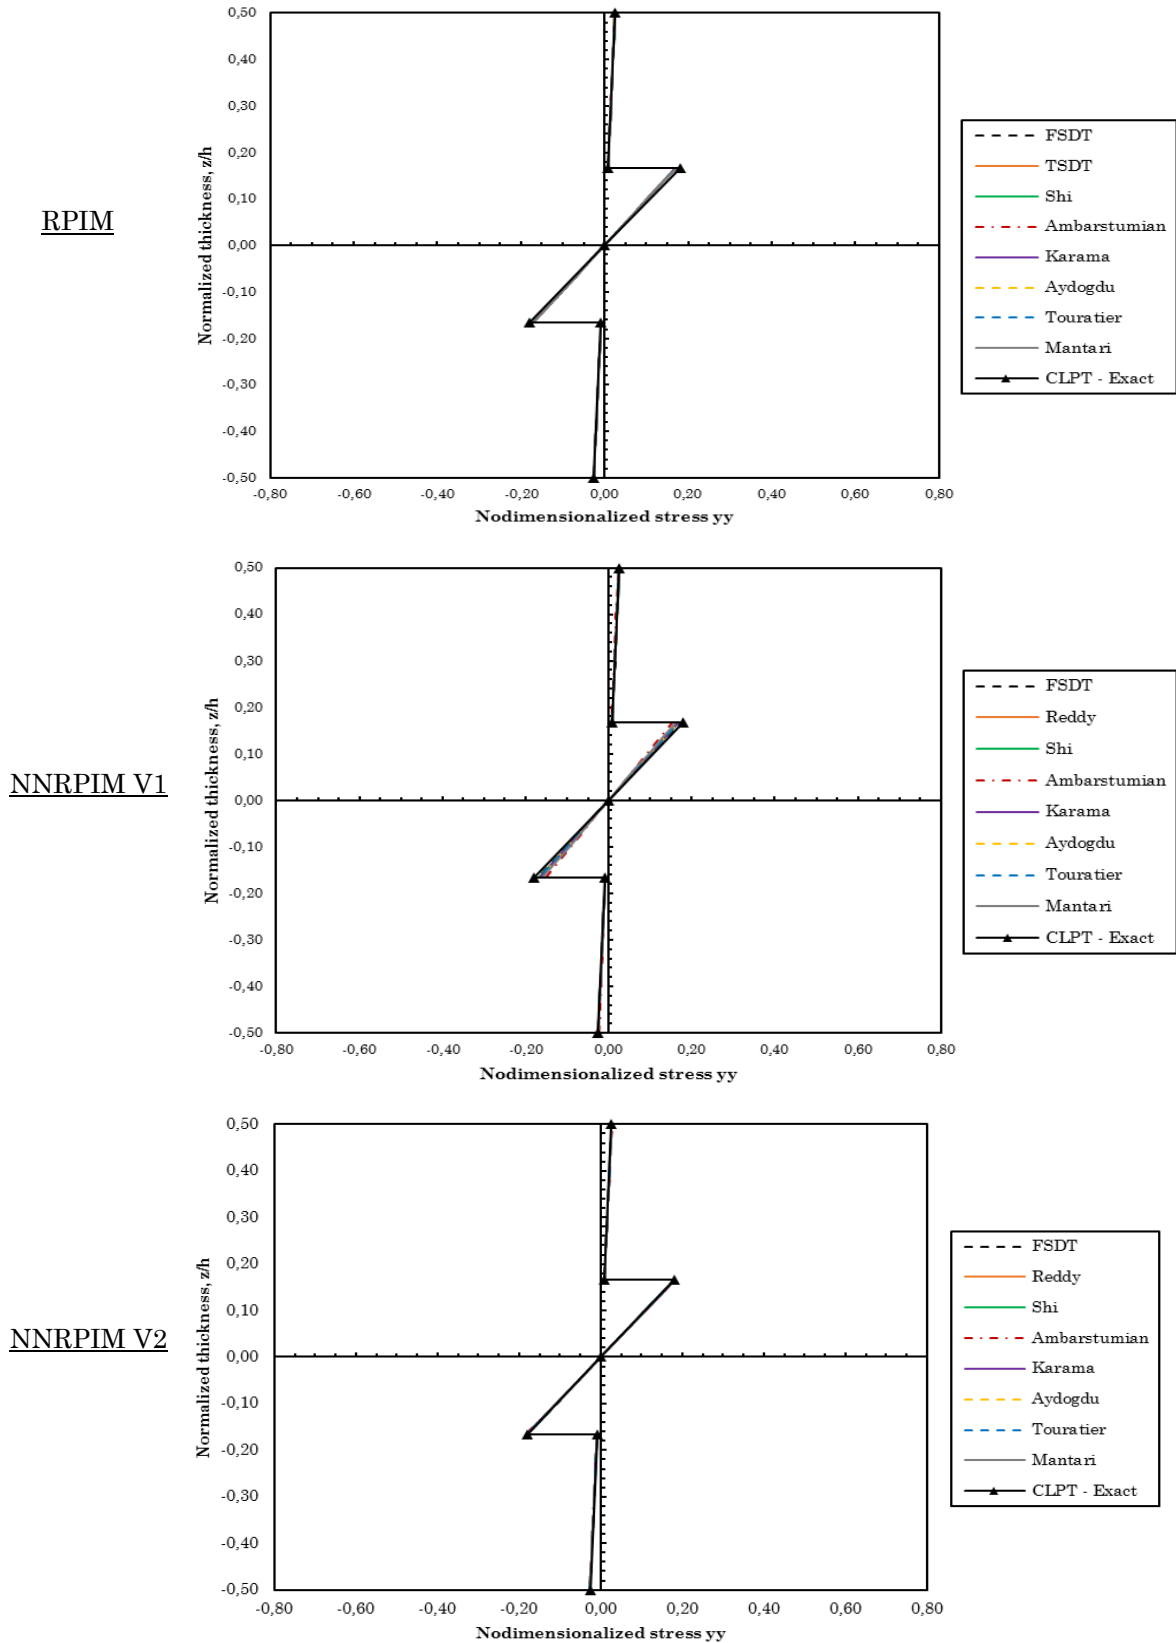 RPIM
Normalized thickness, z/h
0,50
0,40
0,30
0,20
0,10
0,00
-0,10
-0,20
-0,30
-0,40
-0,50
-0,80 -0,60 -0,40 -0,20 0,00 0,20 0,40 0,60 0,80
Nodimensionalized stress yy
FSDT
TSDT
Shi
Ambarstumian
Karama
Aydogdu
Touratier
Mantari
CLPT - Exact
NNRPIM V1
Normalized thickness, z/h
0,50
0,40
0,30
0,20
0,10
0,00
-0,10
-0,20
-0,30
-0,40
-0,50
-0,80 -0,60 -0,40 -0,20 0,00 0,20 0,40 0,60 0,80
Nodimensionalized stress yy
FSDT
Reddy
Shi
Ambarstumian
Karama
Aydogdu
Touratier
Mantari
CLPT - Exact
NNRPIM V2
Normalized thickness, z/h
0,50
0,40
0,30
0,20
0,10
0,00
-0,10
-0,20
-0,30
-0,40
-0,50
-0,80 -0,60 -0,40 -0,20 0,00 0,20 0,40 0,60 0,80
Nodimensionalized stress yy
FSDT
Reddy
Shi
Ambarstumian
Karama
Aydogdu
Touratier
Mantari
CLPT - Exact